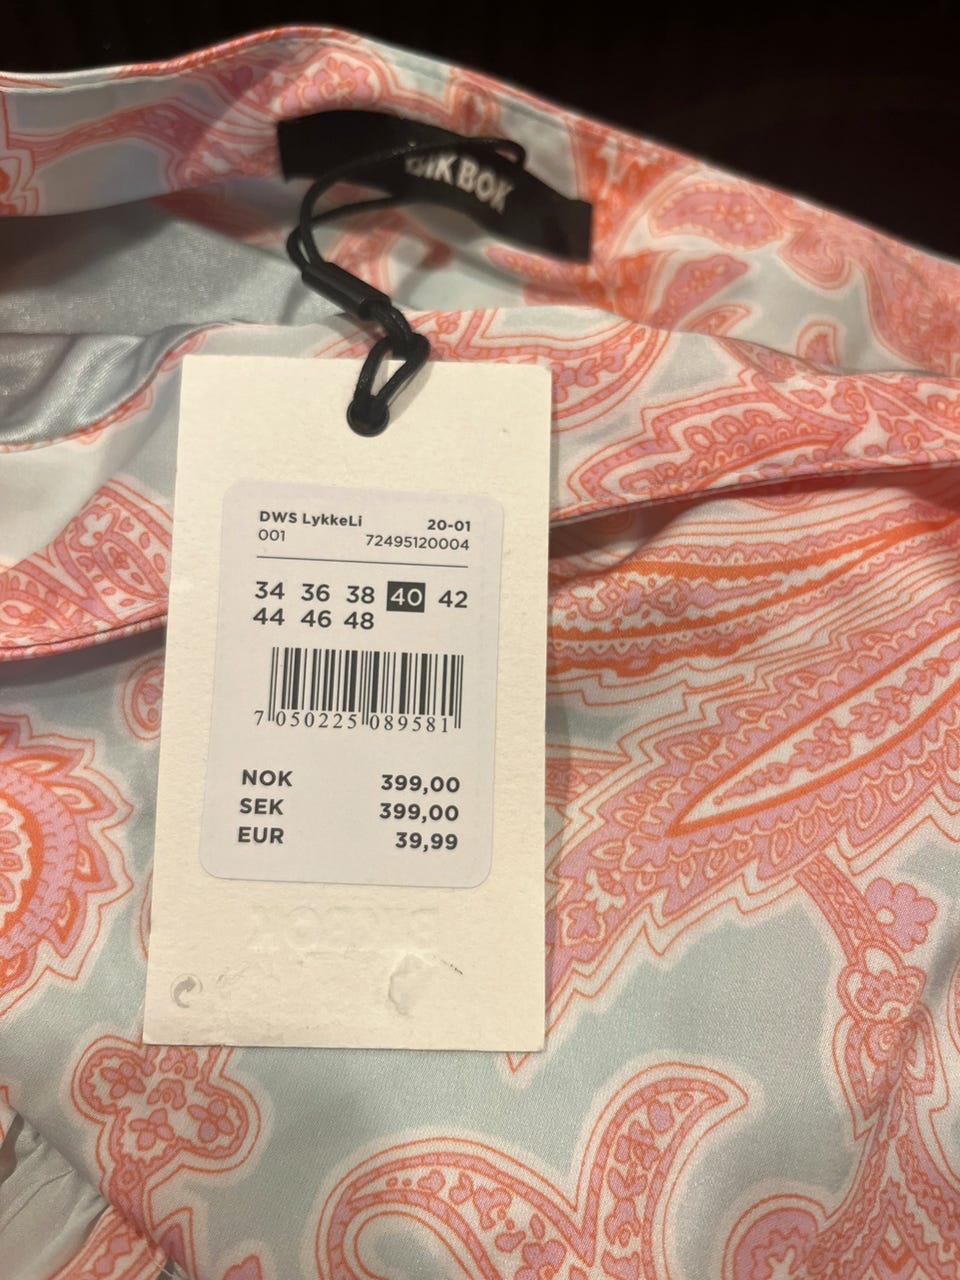 BIK BOK
DWS LykkeLi 20-01
001 72495120004
34 36 38 40 42
44 46 48
7 050225 089581
NOK 399,00
SEK 399,00
EUR 39,99
BIKBOK